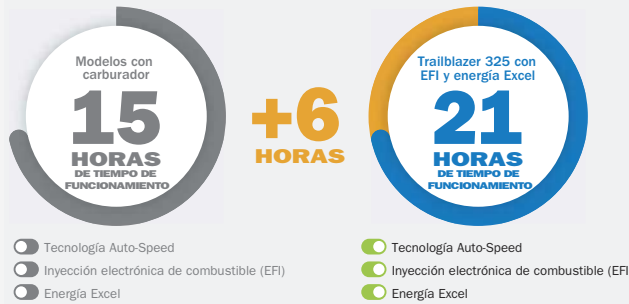 Modelos con
carburador
15
HORAS
DE TIEMPO DE
FUNCIONAMIENTO
+6
HORAS
Trailblazer 325 con
EFI y energía Excel
21
HORAS
DE TIEMPO DE
FUNCIONAMIENTO
Tecnología Auto-Speed
Inyección electrónica de combustible (EFI)
Energía Excel
Tecnología Auto-Speed
Inyección electrónica de combustible (EFI
Energía Excel